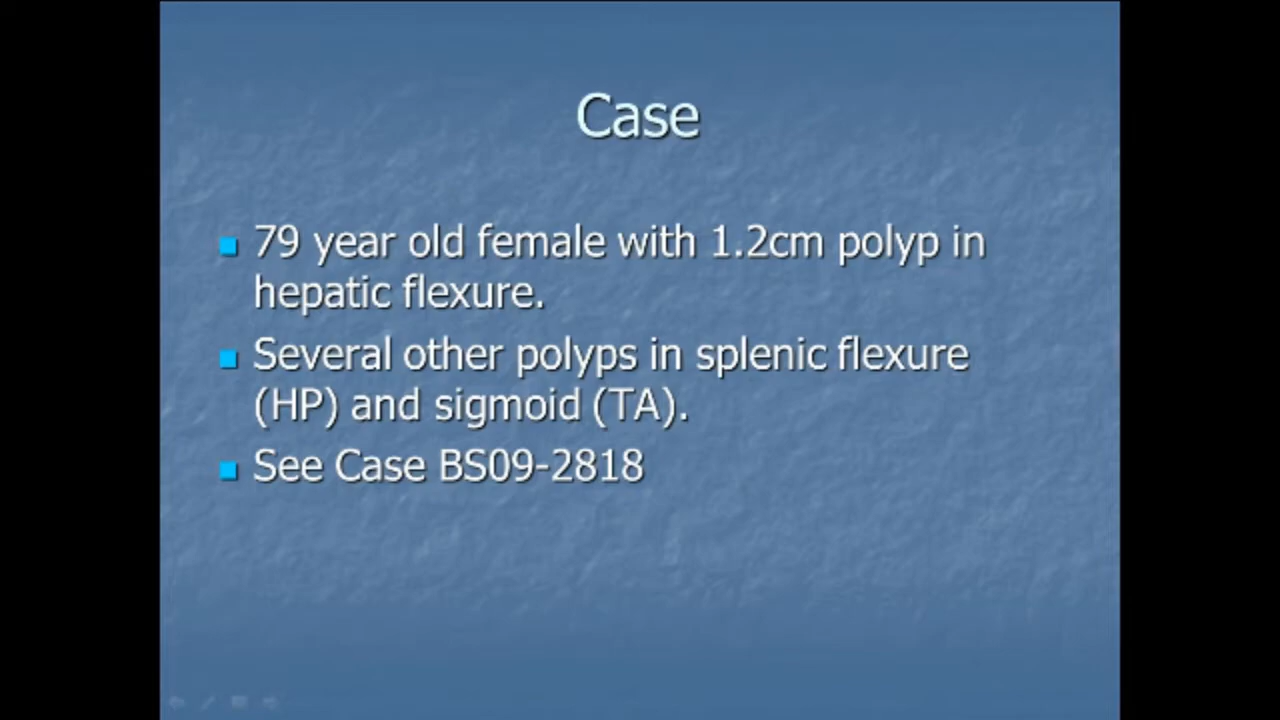 Case
79 year old female with 1.2cm polyp in
hepatic flexure.
Several other polyps in splenic flexure
(HP) and sigmoid (TA).
See Case BS09-2818